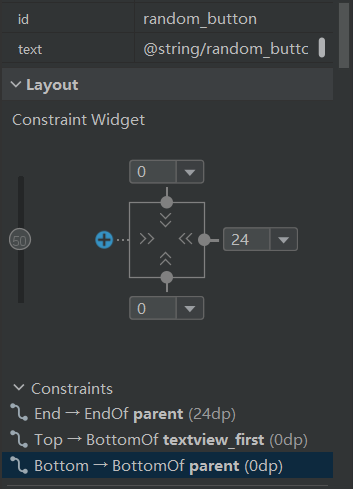 id random_button
text @string/random_buttc
Layout
Constraint Widget
0
50
24
0
Constraints
End → EndOf parent (24dp)
Top → BottomOf textview_first (0dp)
Bottom → BottomOf parent (0dp)